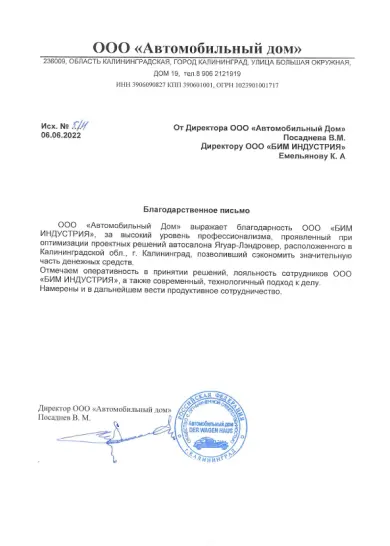 ООО «Автомобильный дом»
236009, ОБЛАСТЬ КАЛИНИНГРАДСКАЯ, ГОРОД КАЛИНИНГРАД, УЛИЦА БОЛЬШАЯ ОКРУЖНАЯ,
ДОМ 19, тел.8 906 2121919
ИНН 3906090827 КПП 390601001, ОГРН 1023901001717
Исх. №
06.06.2022
От Директора ООО «Автомобильный Дом»
Посаднева В.М.
Директору ООО «БИМ ИНДУСТРИЯ»
Емельянову К. А
Благодарственное письмо
ООО «Автомобильный Дом» выражает благодарность ООО «БИМ
ИНДУСТРИЯ», за высокий уровень профессионализма, проявленный при
оптимизации проектных решений автосалона Ягуар-Лэндровер, расположенного в
Калининградской обл., г. Калининград, позволивший сэкономить значительную
часть денежных средств.
Отмечаем оперативность в принятии решений, лояльность сотрудников ООО
«БИМ ИНДУСТРИЯ», а также современный, технологичный подход к делу.
Намерены и в дальнейшем вести продуктивное сотрудничество.
Директор ООО «Автомобильный дом»
Посаднев В. М.
РОССИЙСКАЯ ФЕДЕРАЦИЯ
Автомобильный дом
DER WAGEN HAUS
г. КАЛИНИНГРАД